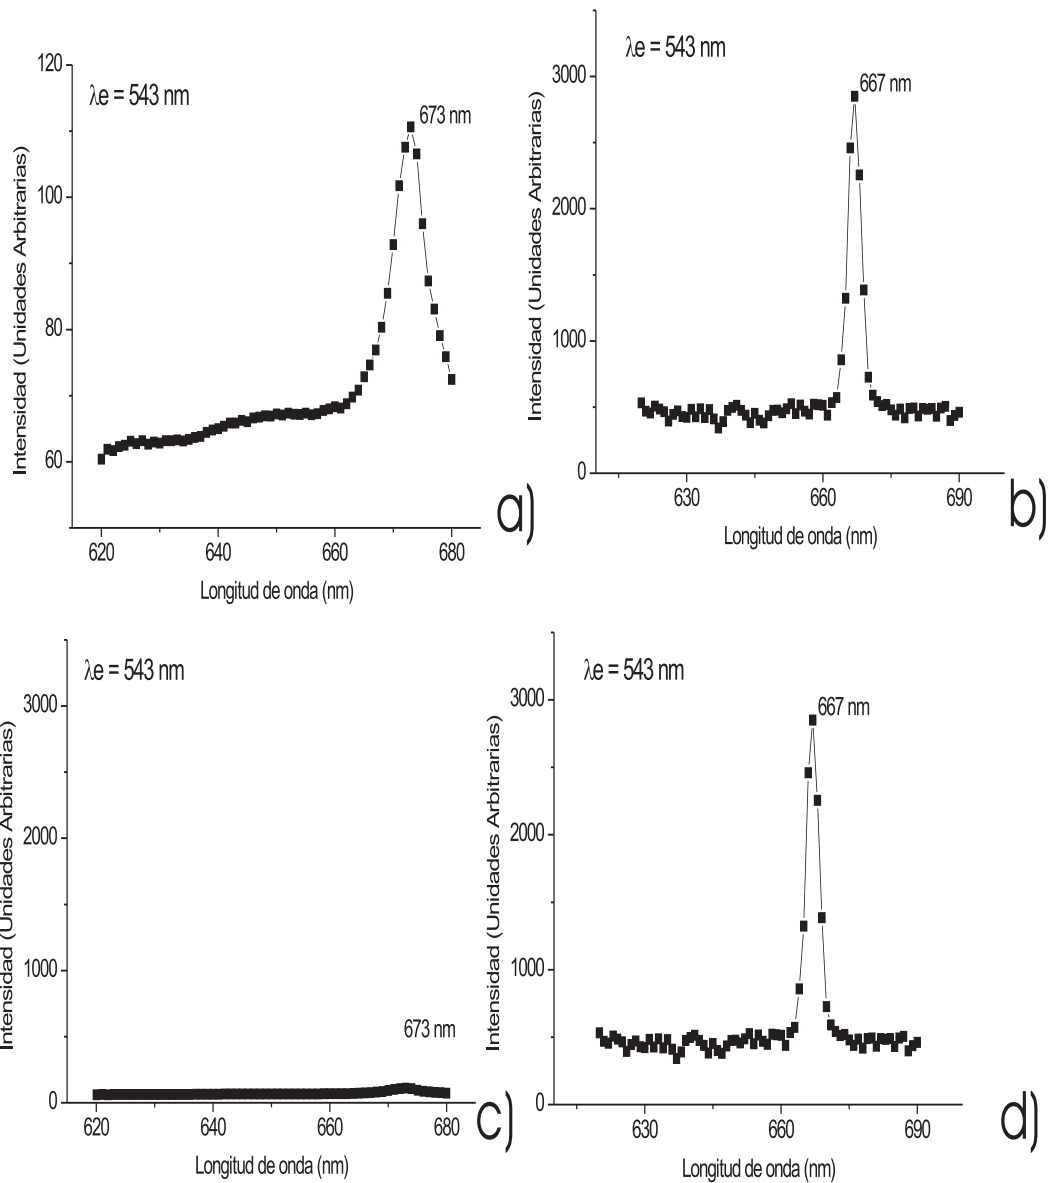 λe = 543 nm
673 nm
120
100
80
60
Intensidad (Unidades Arbitrarias)
620
640
660
680
Longitud de onda (nm)
a)
λe = 543 nm
667 nm
3000
2000
1000
0
Intensidad (Unidades Arbitrarias)
630
660
690
Longitud de onda (nm)
b)
λe = 543 nm
673 nm
3000
2000
1000
0
Intensidad (Unidades Arbitrarias)
620
640
660
680
Longitud de onda (nm)
c)
λe = 543 nm
667 nm
3000
2000
1000
0
Intensidad (Unidades Arbitrarias)
630
660
690
Longitud de onda (nm)
d)